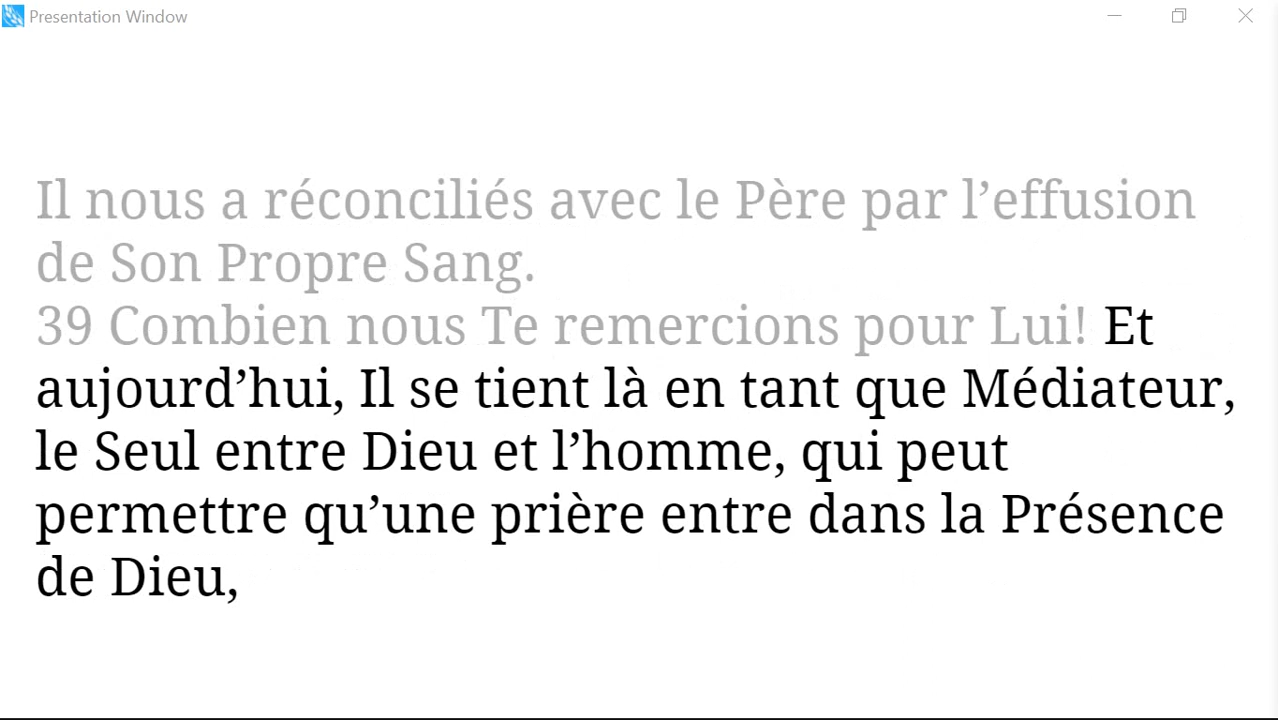 Presentation Window
Il nous a réconciliés avec le Père par l’effusion
de Son Propre Sang.
39 Combien nous Te remercions pour Lui! Et
aujourd’hui, Il se tient là en tant que Médiateur,
le Seul entre Dieu et l’homme, qui peut
permettre qu’une prière entre dans la Présence
de Dieu,